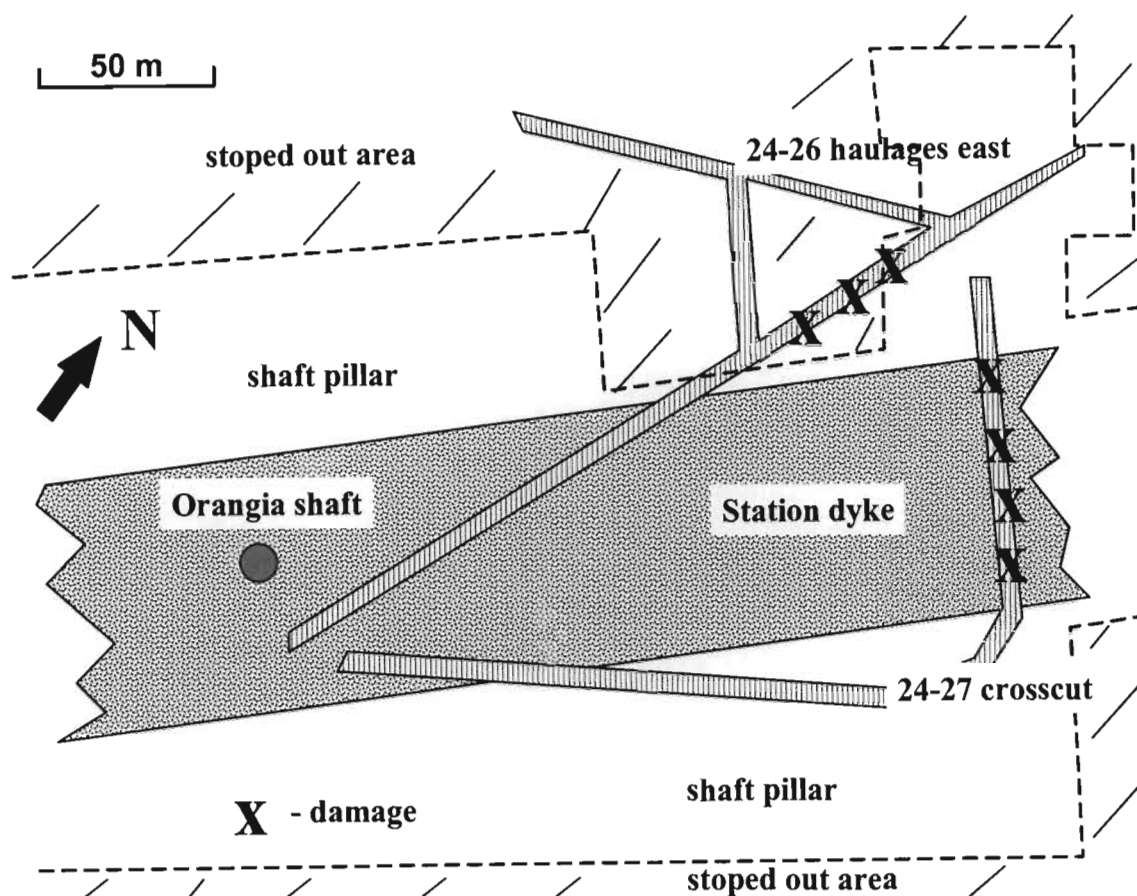 50 m
stoped out area
24-26 haulages east
N
shaft pillar
Orangia shaft
Station dyke
X
X
X
X
X
X
X
24-27 crosscut
shaft pillar
X - damage
stoped out area